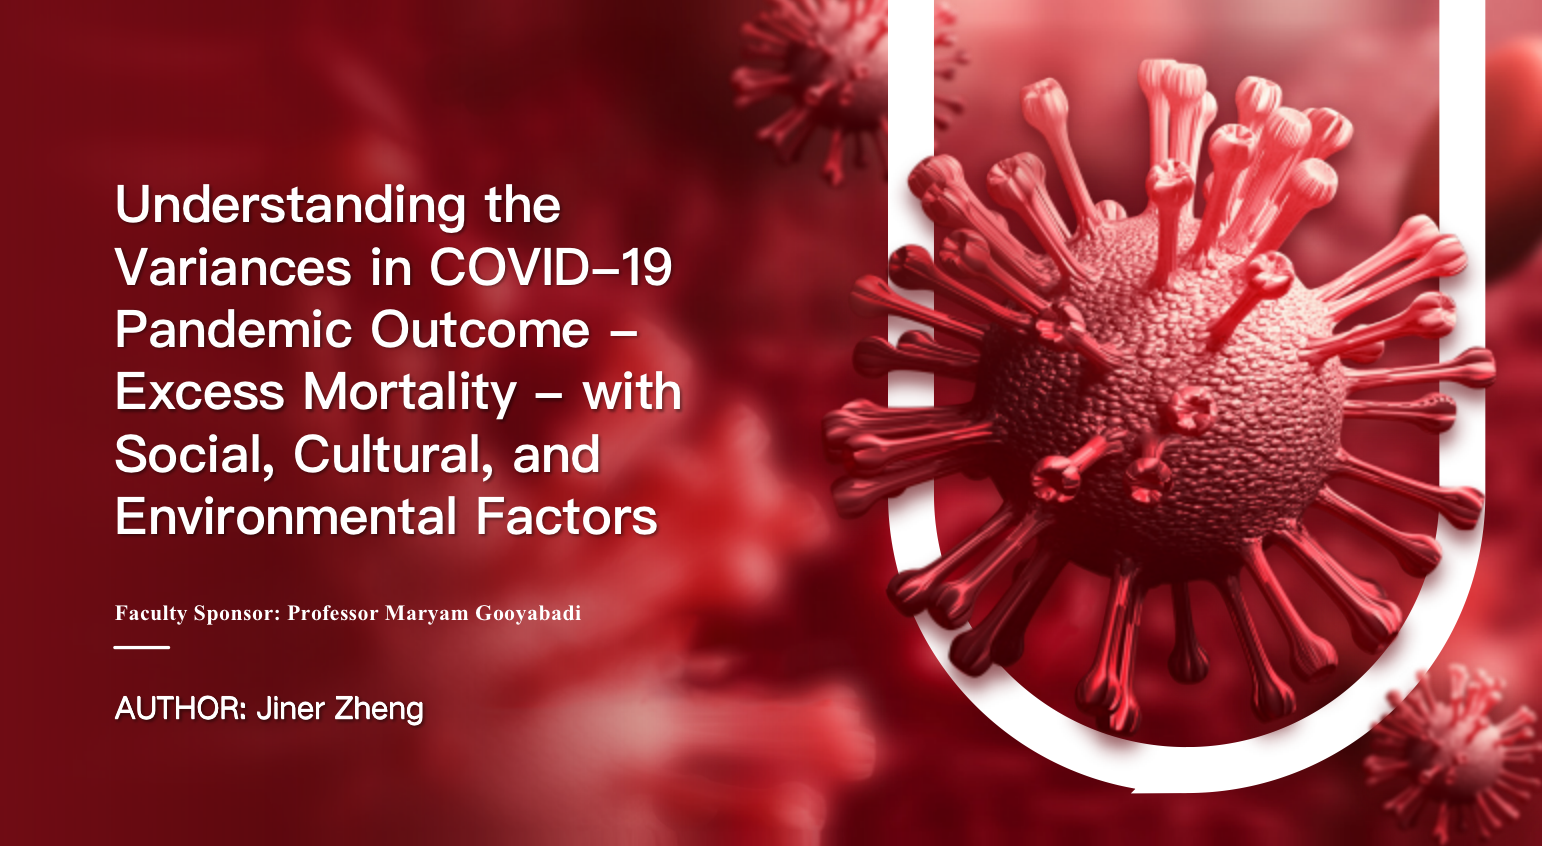 Understanding the
Variances in COVID–19
Pandemic Outcome –
Excess Mortality – with
Social, Cultural, and
Environmental Factors
Faculty Sponsor: Professor Maryam Gooyabadi
AUTHOR: Jiner Zheng